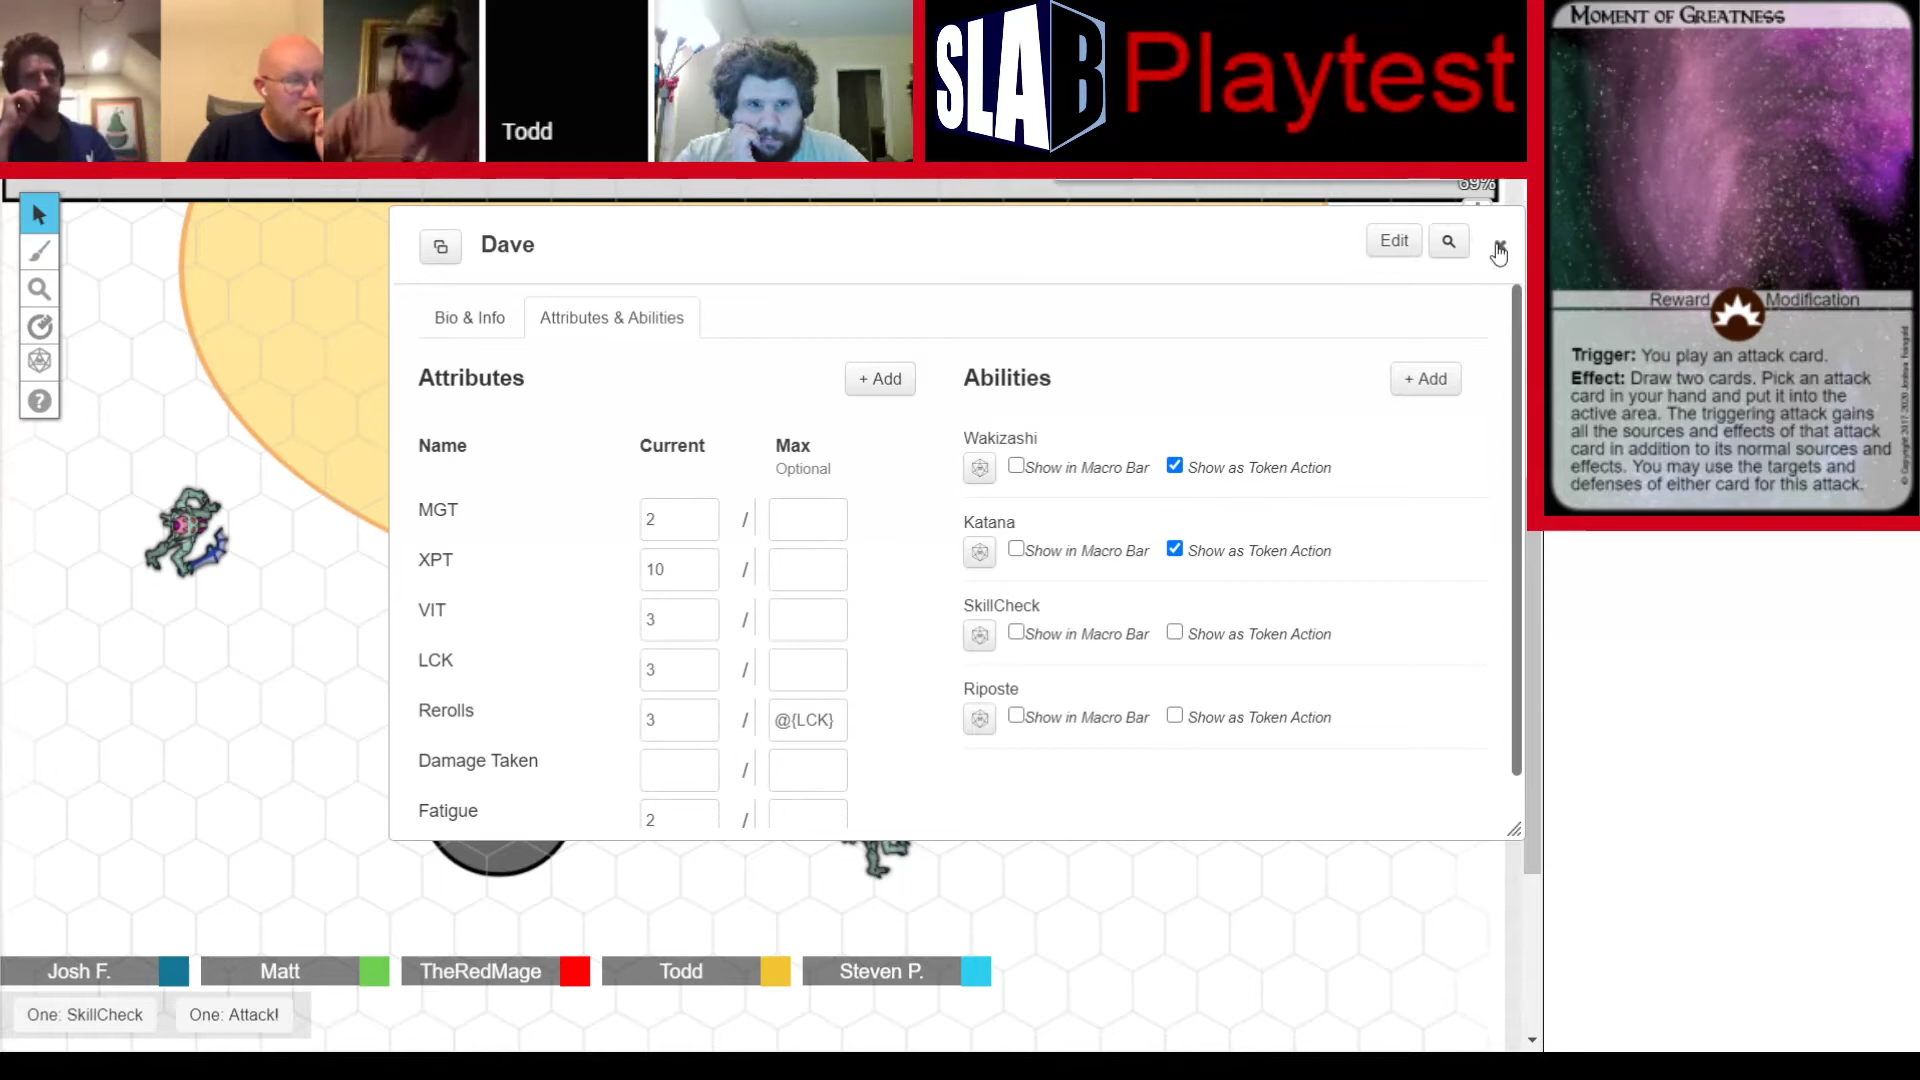 Todd
SLAB Playtest
MOMENT OF GREATNESS
Reward Modification
Trigger: You play an attack card.
Effect: Draw two cards. Pick an attack
card in your hand and put it into the
active area. The triggering attack gains
all the sources and effects of that attack
card in addition to its normal sources and
effects. You may use the targets and
defenses of either card for this attack.
69%
Dave
Edit
Bio & Info
Attributes & Abilities
Attributes
+ Add
Name Current Max
Optional
MGT 2 /
XPT 10 /
VIT 3 /
LCK 3 /
Rerolls 3 / @{LCK}
Damage Taken /
Fatigue 2 /
Abilities
+ Add
Wakizashi
Show in Macro Bar Show as Token Action
Katana
Show in Macro Bar Show as Token Action
SkillCheck
Show in Macro Bar Show as Token Action
Riposte
Show in Macro Bar Show as Token Action
Josh F. Matt TheRedMage Todd Steven P.
One: SkillCheck One: Attack!